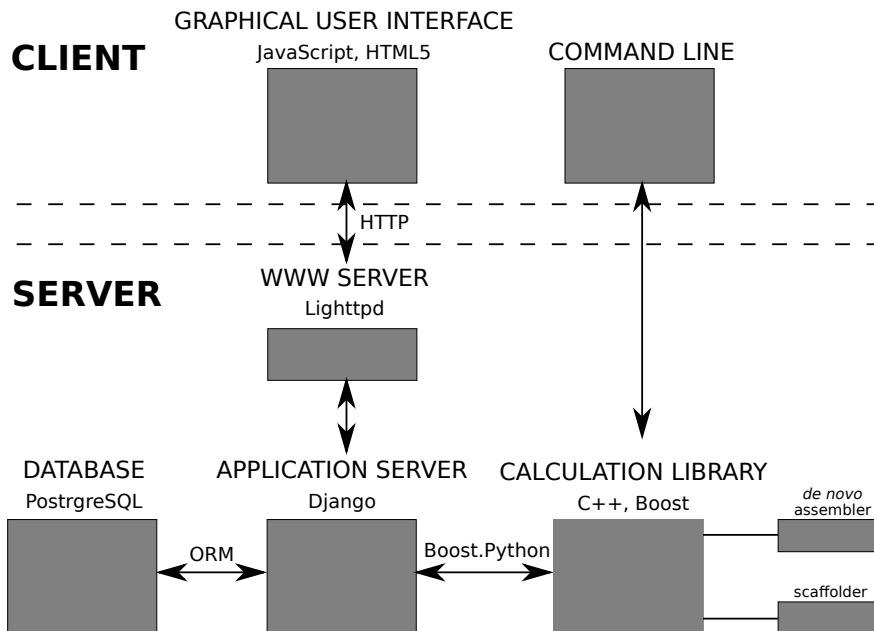 GRAPHICAL USER INTERFACE
JavaScript, HTML5
CLIENT
COMMAND LINE
HTTP
SERVER
WWW SERVER
Lighttpd
DATABASE
PostrgreSQL
APPLICATION SERVER
Django
CALCULATION LIBRARY
C++, Boost
de novo
assembler
ORM
Boost.Python
scaffolder